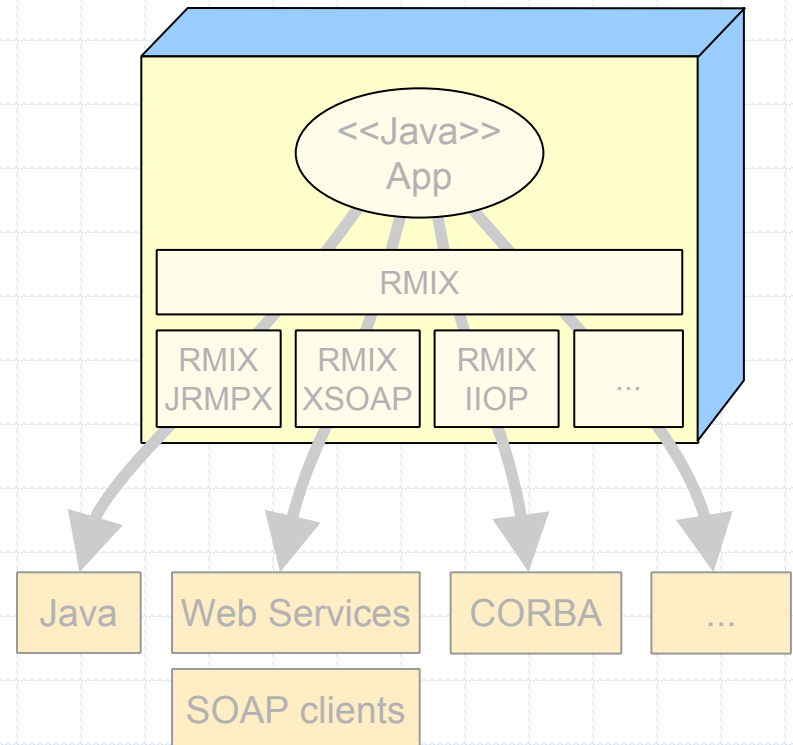 <<Java>>
App
RMIX
RMIX
JRMPX
RMIX
XSOAP
RMIX
IIOP
...
Java
Web Services
CORBA
...
SOAP clients